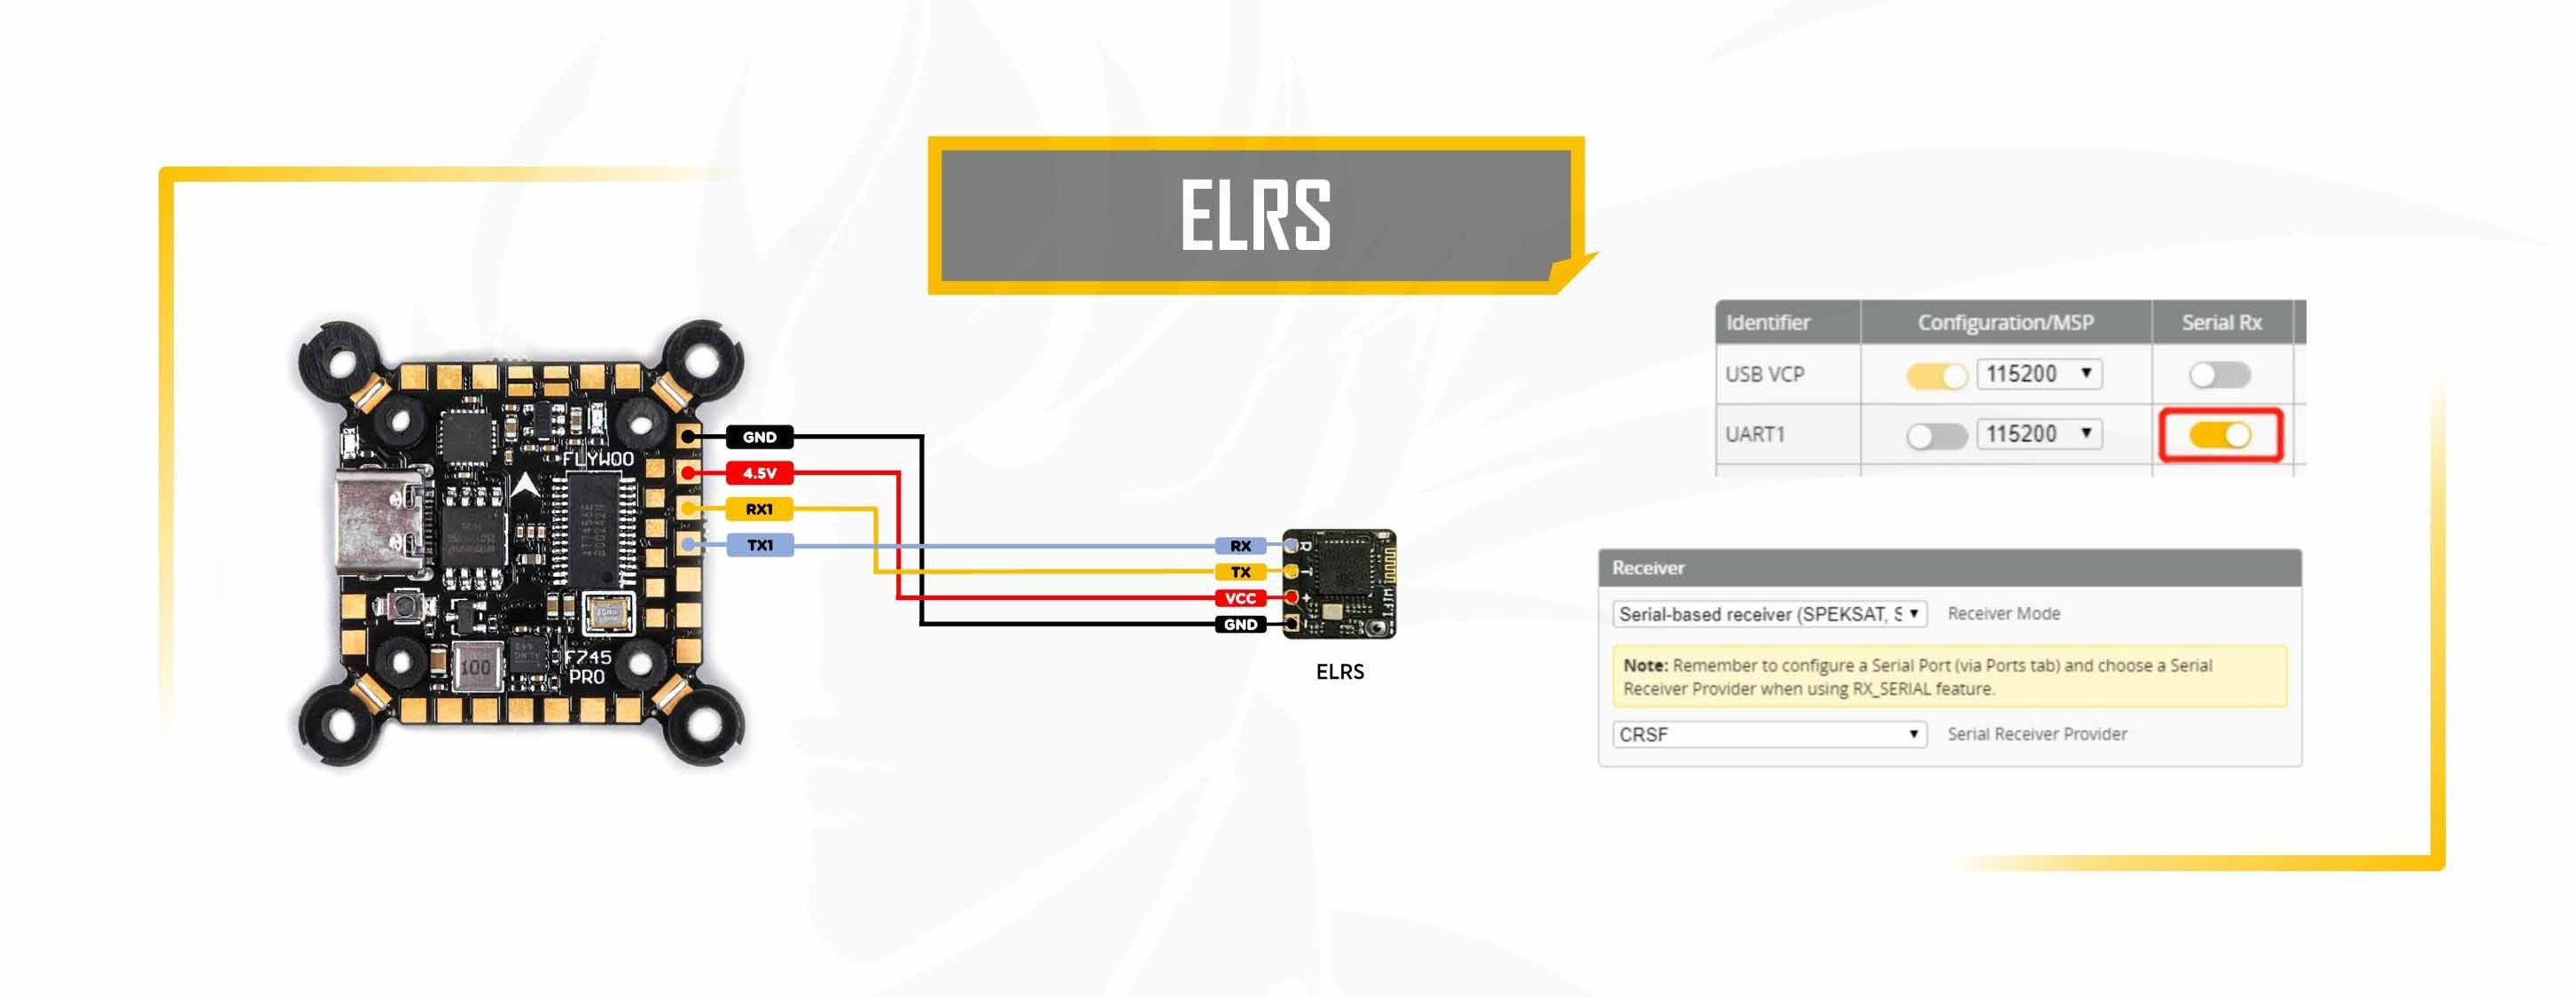 ELRS
FLYWOO
F745
PRO
100
GND
4.5V
RX1
TX1
RX
TX
VCC
GND
R
T
+
WIFI
ELRS
Identifier Configuration/MSP Serial Rx
USB VCP 115200
UART1 115200
Receiver
Serial-based receiver (SPEKSAT, S Receiver Mode
Note: Remember to configure a Serial Port (via Ports tab) and choose a Serial
Receiver Provider when using RX_SERIAL feature.
CRSF Serial Receiver Provider